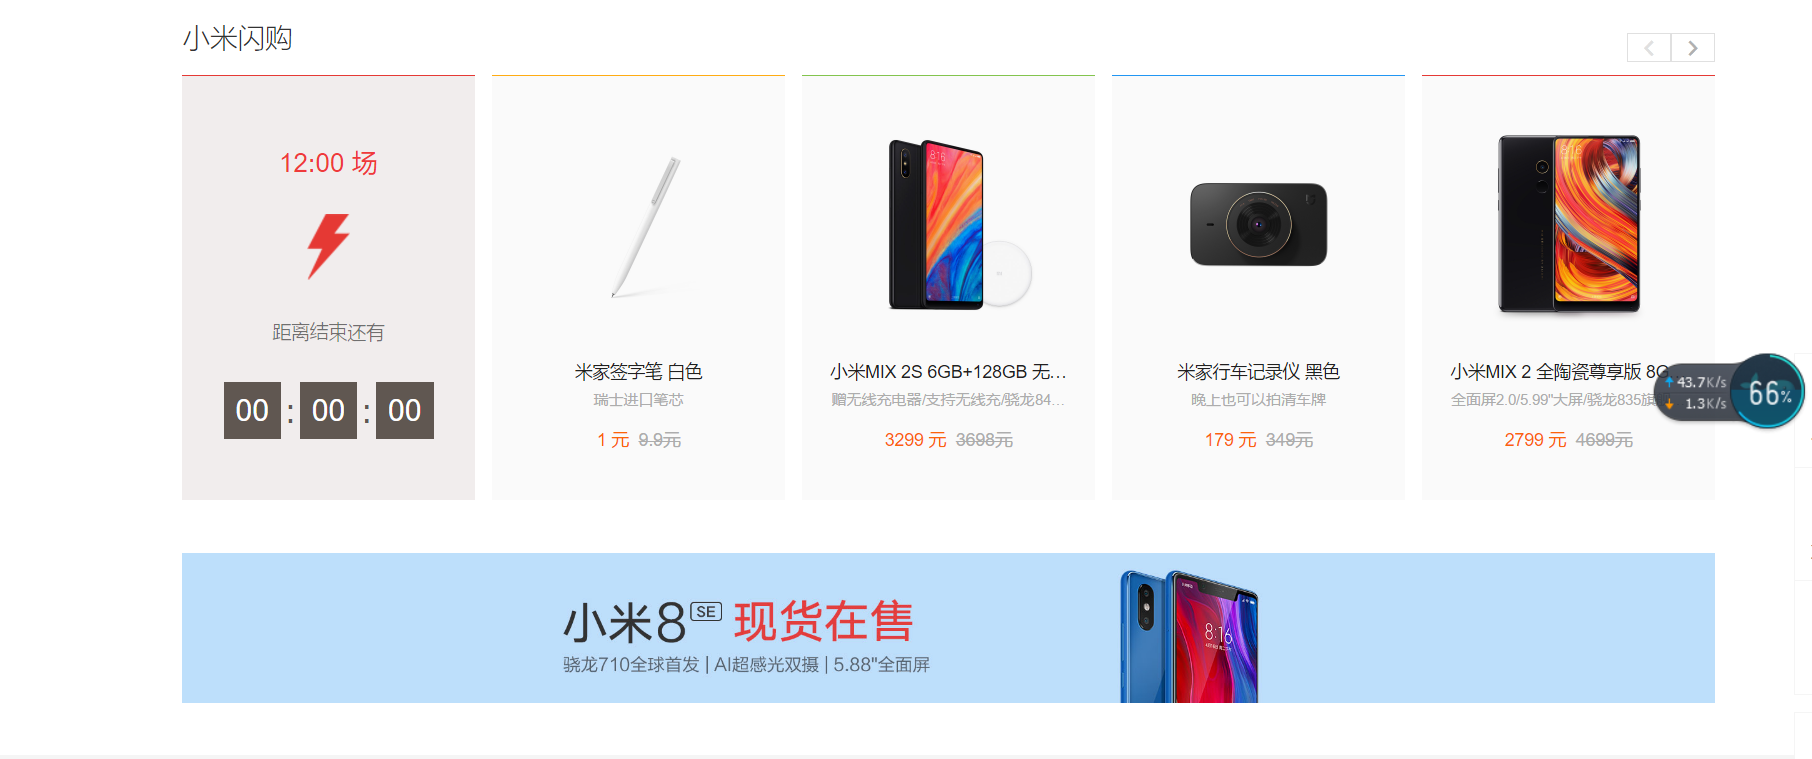 小米闪购
12:00 场
距离结束还有
00 : 00 : 00
米家签字笔 白色
瑞士进口笔芯
1 元 9.9元
小米MIX 2S 6GB+128GB 无…
赠无线充电器/支持无线充/骁龙84…
3299 元 3698元
米家行车记录仪 黑色
晚上也可以拍清车牌
179 元 349元
小米MIX 2 全陶瓷尊享版 8G…
全面屏2.0/5.99"大屏/骁龙835旗
2799 元 4699元
43.7K/s
1.3K/s
66%
小米8 SE 现货在售
骁龙710全球首发 | AI超感光双摄 | 5.88"全面屏
8:16